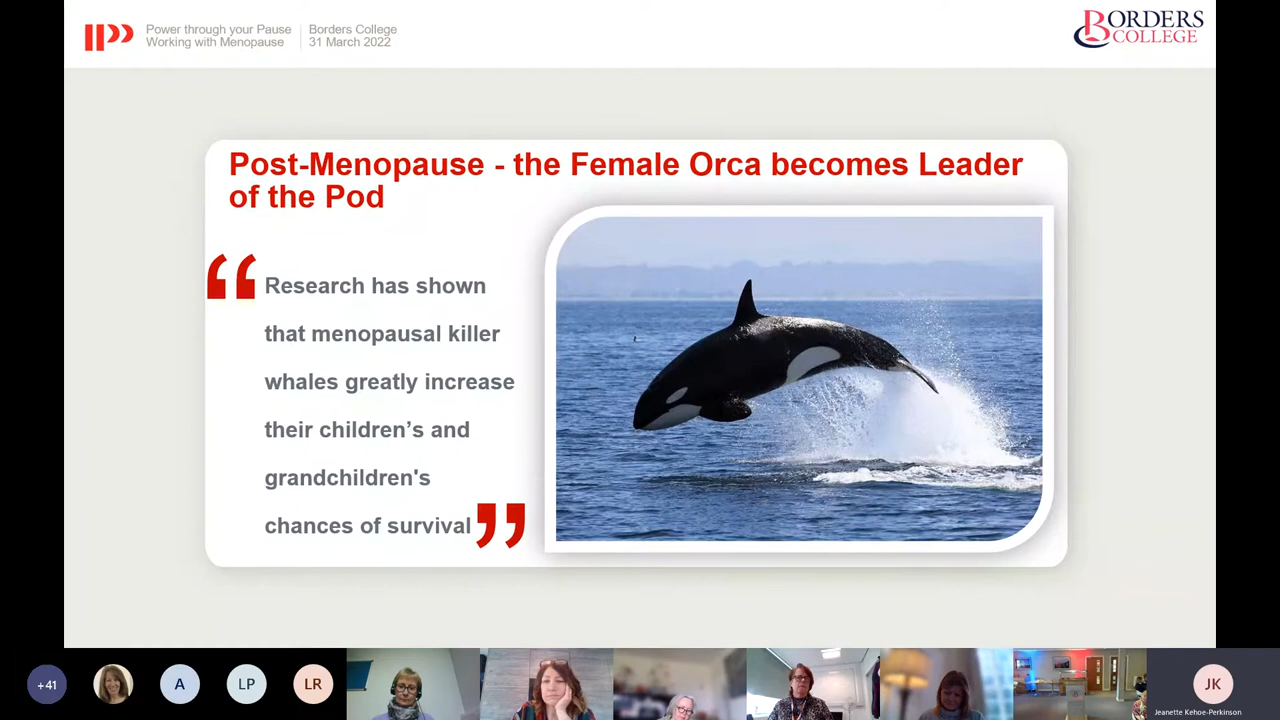 Power through your Pause
Working with Menopause
Borders College
31 March 2022
BORDERS
COLLEGE
Post-Menopause - the Female Orca becomes Leader
of the Pod
“ Research has shown
that menopausal killer
whales greatly increase
their children’s and
grandchildren's
chances of survival ”
+41
A
LP
LR
JK
Jeanette Kehoe-Perkinson